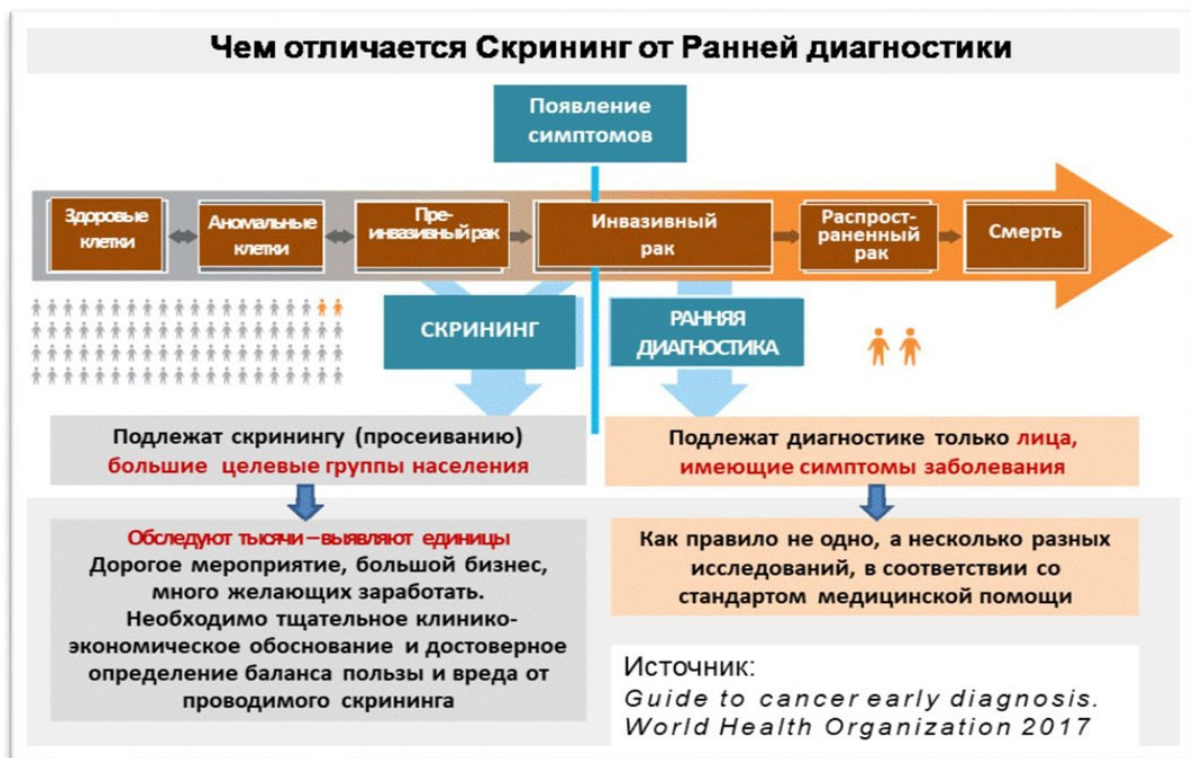 Чем отличается Скрининг от Ранней диагностики
Появление
симптомов
Здоровые
клетки
Аномальные
клетки
Пре-
инвазивный рак
Инвазивный
рак
Распрост-
раненный
рак
Смерть
СКРИНИНГ
РАННЯЯ
ДИАГНОСТИКА
Подлежат скринингу (просеиванию)
большие целевые группы населения
Подлежат диагностике только лица,
имеющие симптомы заболевания
Обследуют тысячи – выявляют единицы
Дорогое мероприятие, большой бизнес,
много желающих заработать.
Необходимо тщательное клинико-
экономическое обоснование и достоверное
определение баланса пользы и вреда от
проводимого скрининга
Как правило не одно, а несколько разных
исследований, в соответствии со
стандартом медицинской помощи
Источник:
Guide to cancer early diagnosis.
World Health Organization 2017